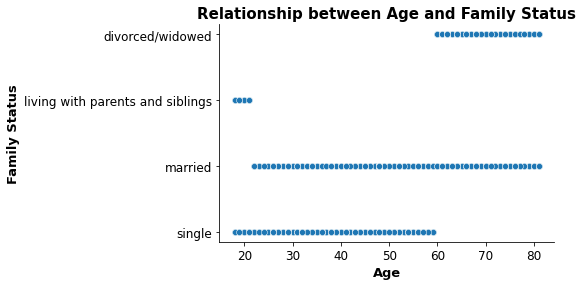 Relationship between Age and Family Status
Family Status
divorced/widowed
living with parents and siblings
married
single
20 30 40 50 60 70 80
Age